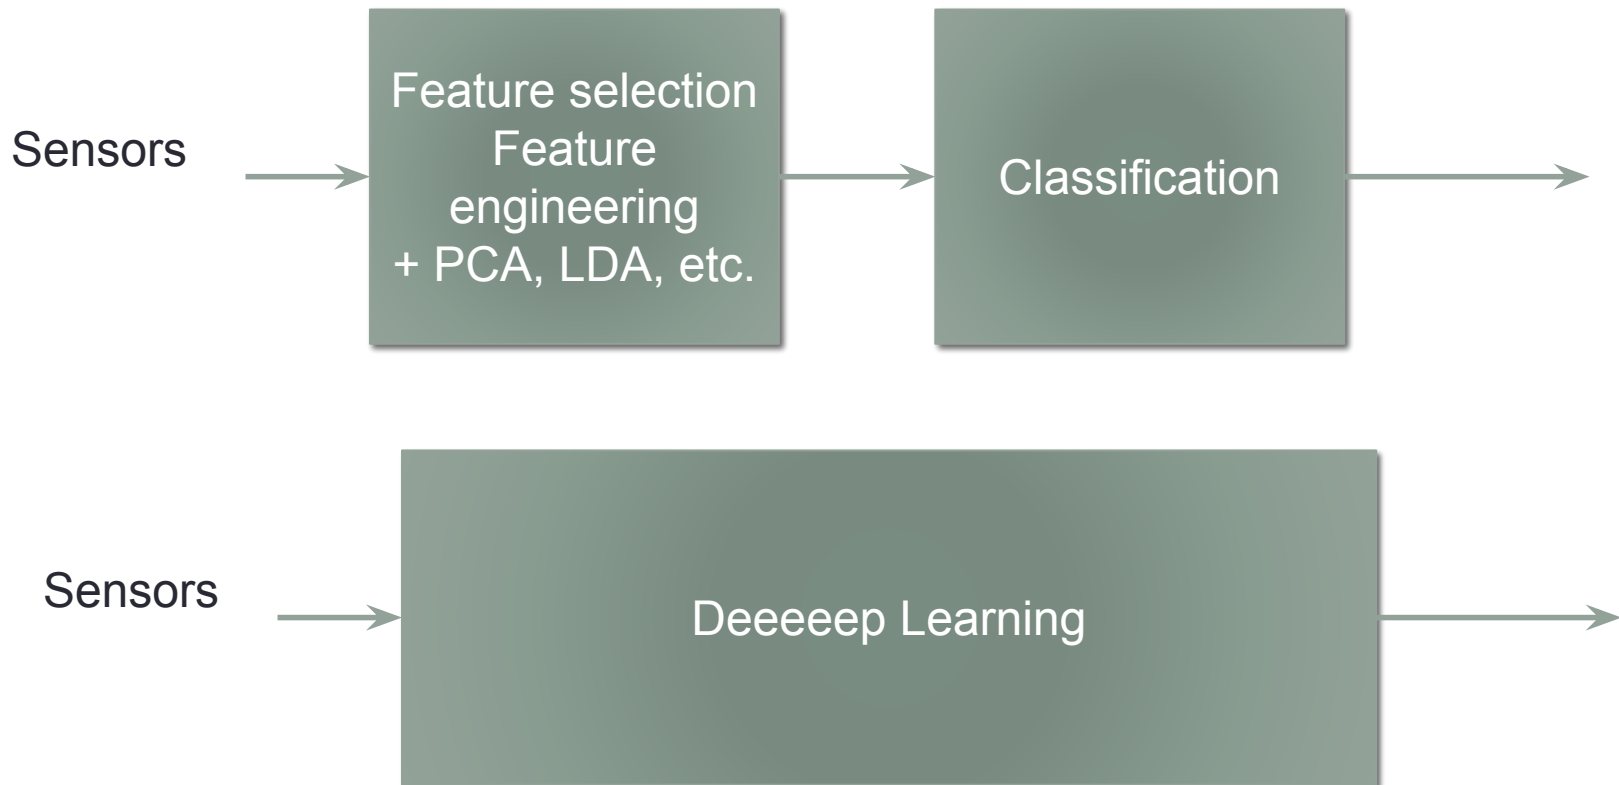 Sensors
Feature selection
Feature
engineering
+ PCA, LDA, etc.
Classification
Sensors
Deeeeep Learning